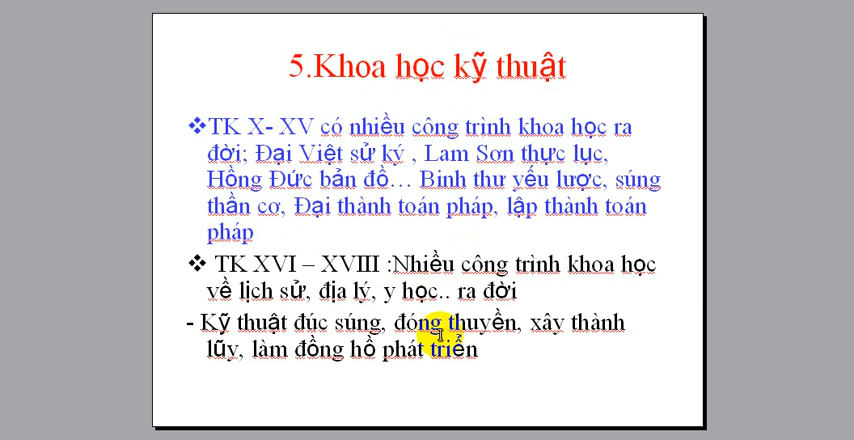 5.Khoa học kỹ thuật
❖TK X- XV có nhiều công trình khoa học ra
đời; Đại Việt sử ký , Lam Sơn thực lục,
Hồng Đức bản đồ… Binh thư yếu lược, súng
thần cơ, Đại thành toán pháp, lập thành toán
pháp
❖ TK XVI – XVIII :Nhiều công trình khoa học
về lịch sử, địa lý, y học.. ra đời
- Kỹ thuật đúc súng, đóng thuyền, xây thành
lũy, làm đồng hồ phát triển